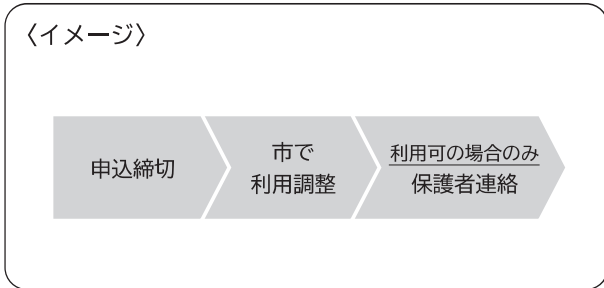 〈イメージ〉
申込締切
市で
利用調整
利用可の場合のみ
保護者連絡